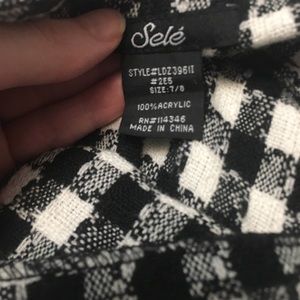 Selé
STYLE#LDZ3961I
#2E5
SIZE:7/8
100%ACRYLIC
RN#114346
MADE IN CHINA